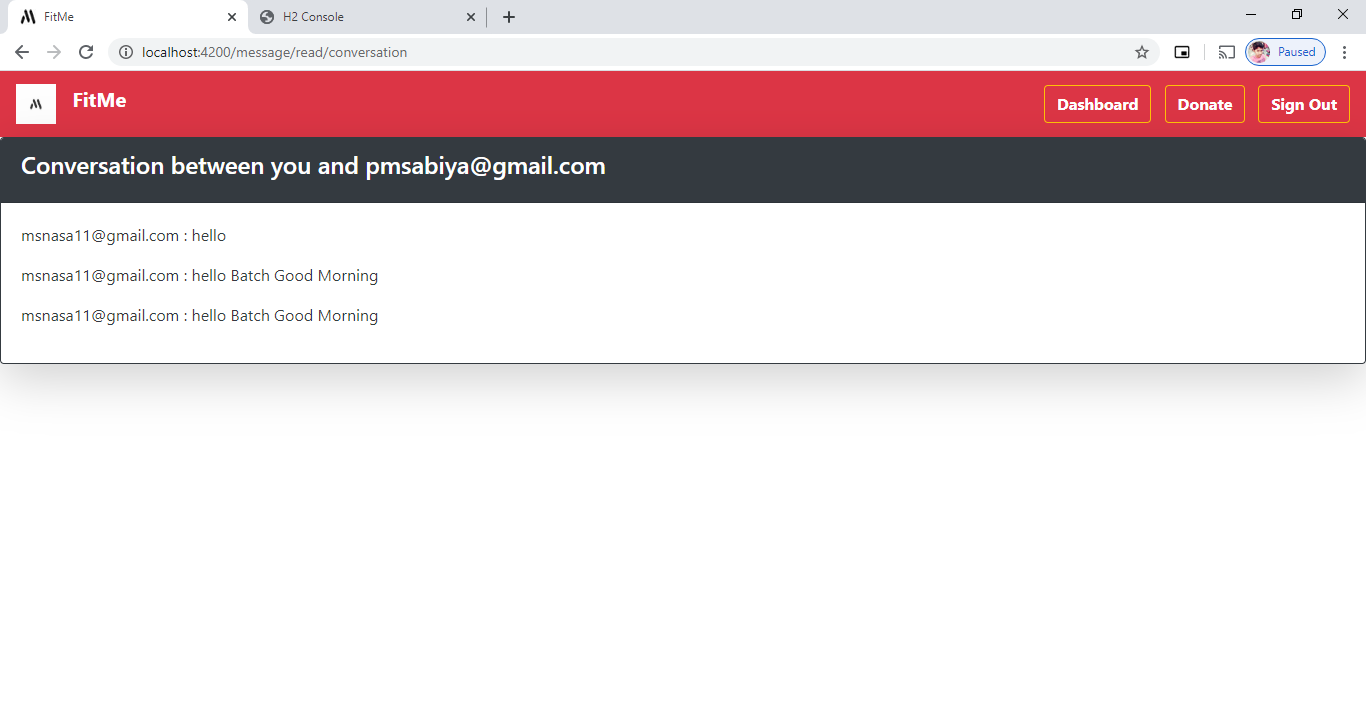 FitMe
H2 Console
localhost:4200/message/read/conversation
Paused
FitMe
Dashboard
Donate
Sign Out
Conversation between you and pmsabiya@gmail.com
msnasa11@gmail.com : hello
msnasa11@gmail.com : hello Batch Good Morning
msnasa11@gmail.com : hello Batch Good Morning